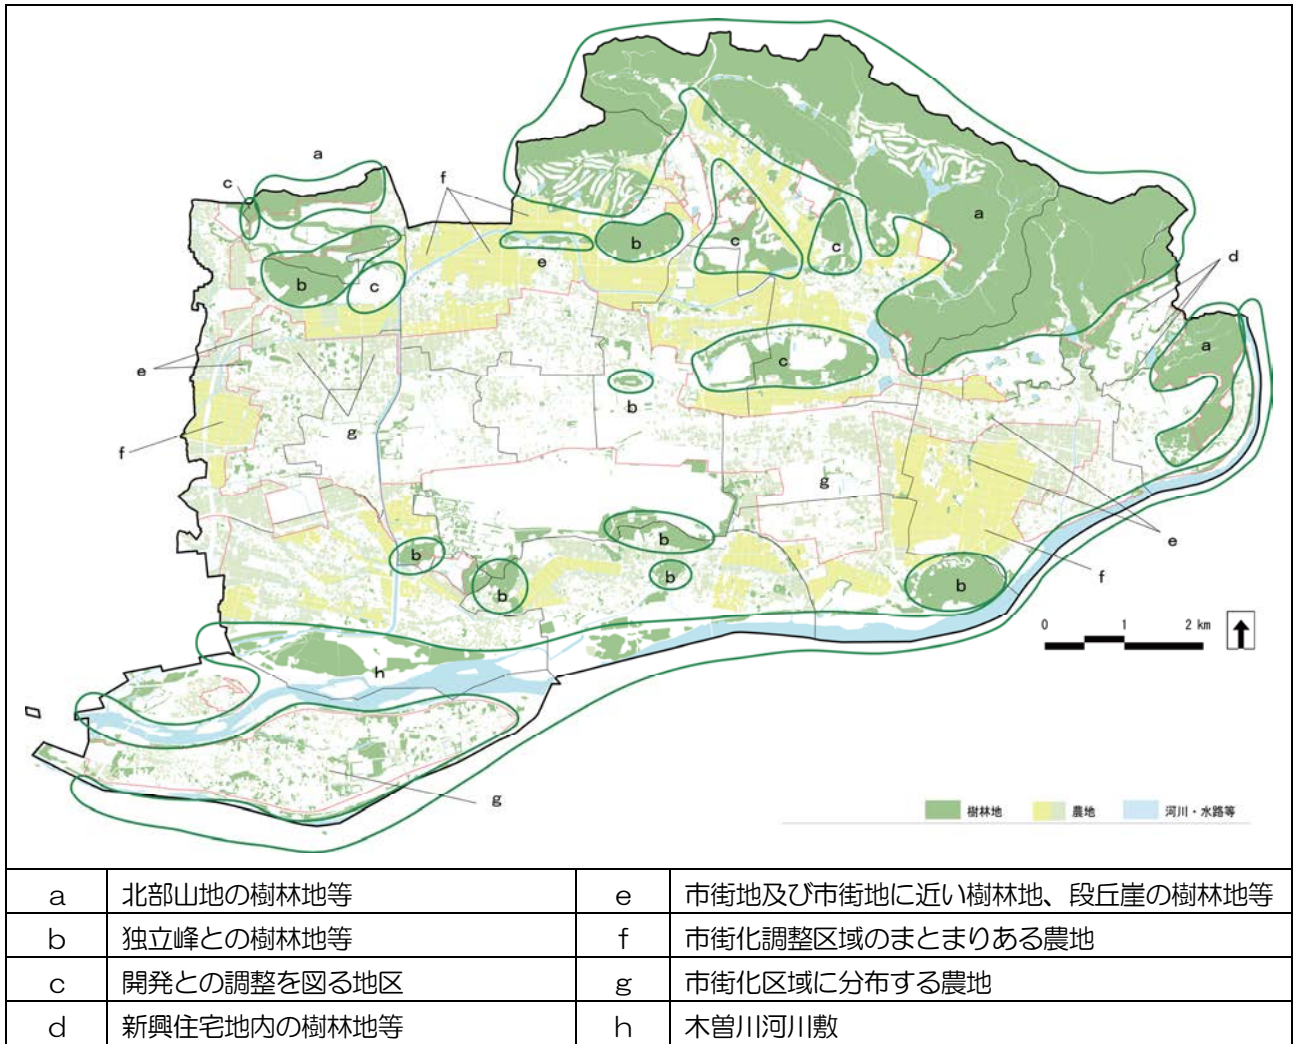 a
c
f
a
b
c
c
e
b
c
d
a
c
e
b
g
f
g
b
b
b
b
e
f
h
g
0 1 2 km
樹林地 農地 河川・水路等
a 北部山地の樹林地等 e 市街地及び市街地に近い樹林地、段丘崖の樹林地等
b 独立峰との樹林地等 f 市街化調整区域のまとまりある農地
c 開発との調整を図る地区 g 市街化区域に分布する農地
d 新興住宅地内の樹林地等 h 木曽川河川敷